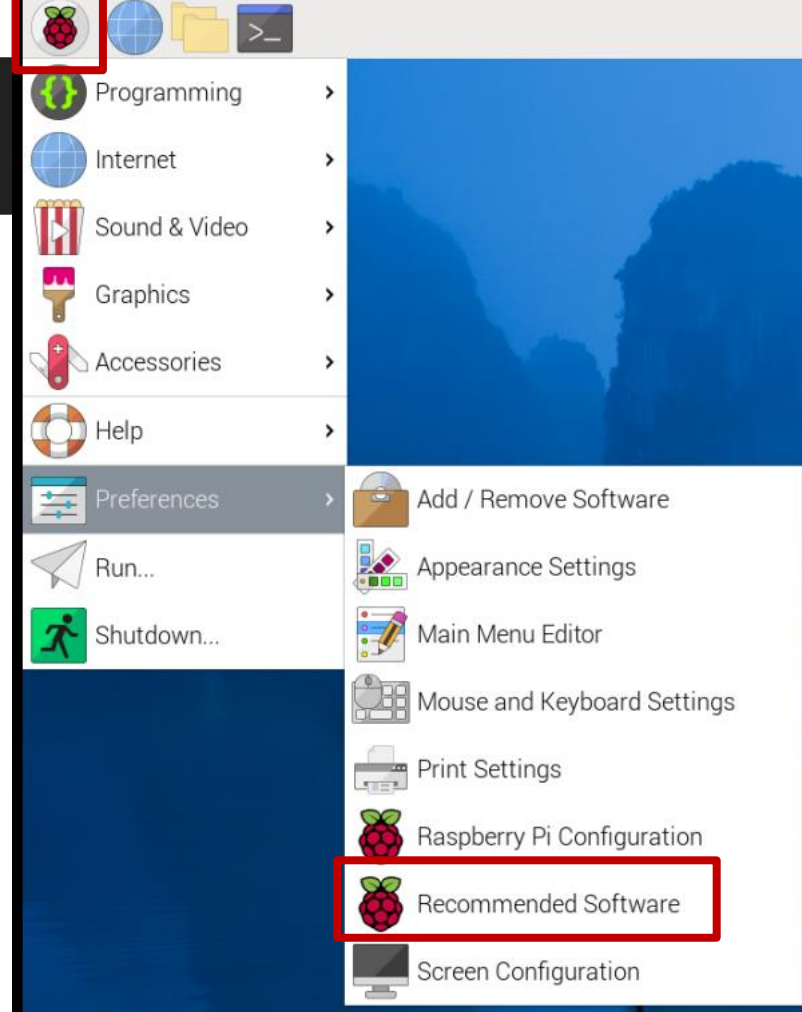 >_
Programming
Internet
Sound & Video
Graphics
Accessories
Help
Preferences
Run...
Shutdown...
Add / Remove Software
Appearance Settings
Main Menu Editor
Mouse and Keyboard Settings
Print Settings
Raspberry Pi Configuration
Recommended Software
Screen Configuration